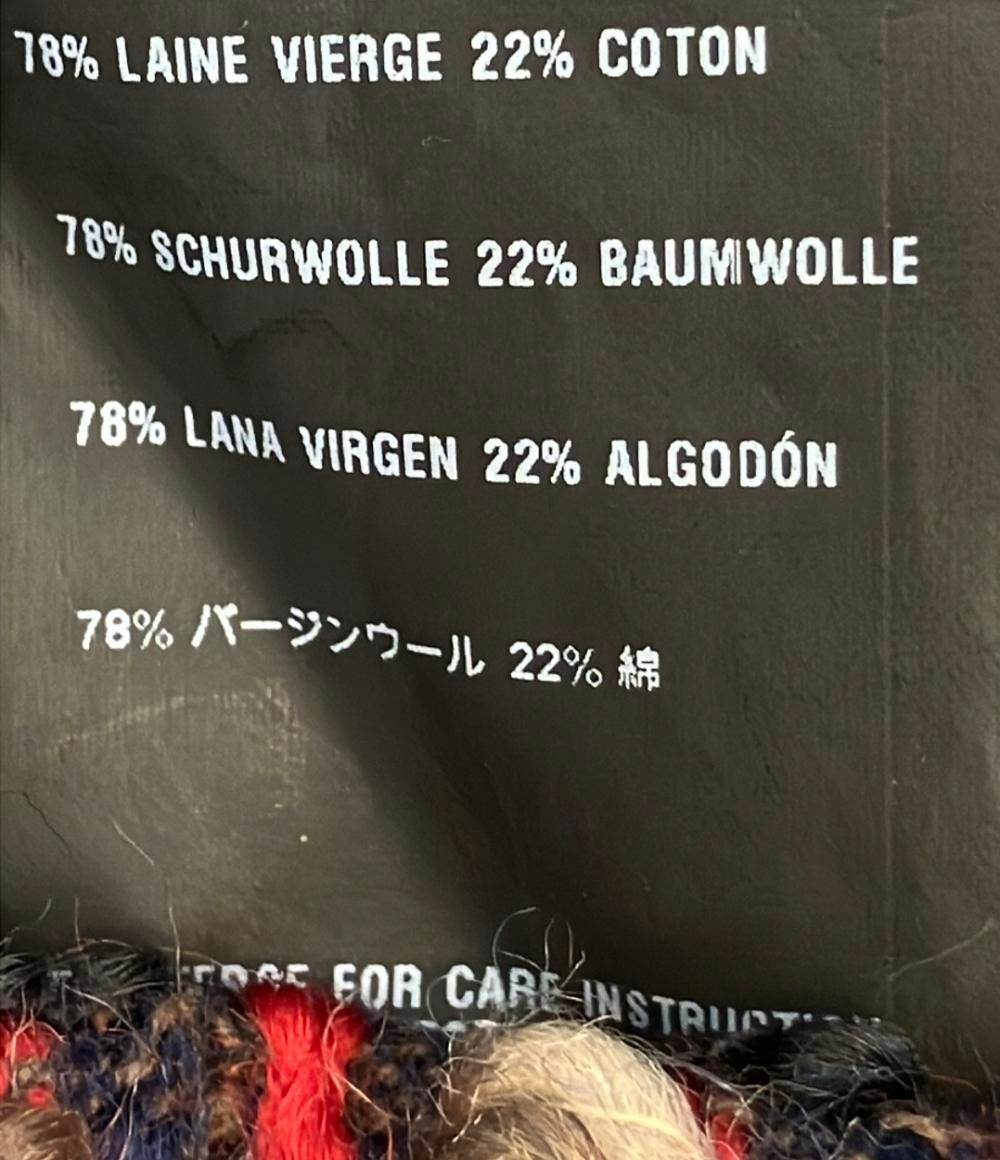 78% LAINE VIERGE 22% COTON
78% SCHURWOLLE 22% BAUMWOLLE
78% LANA VIRGEN 22% ALGODÓN
78% バージンウール 22% 綿
FOR CARE